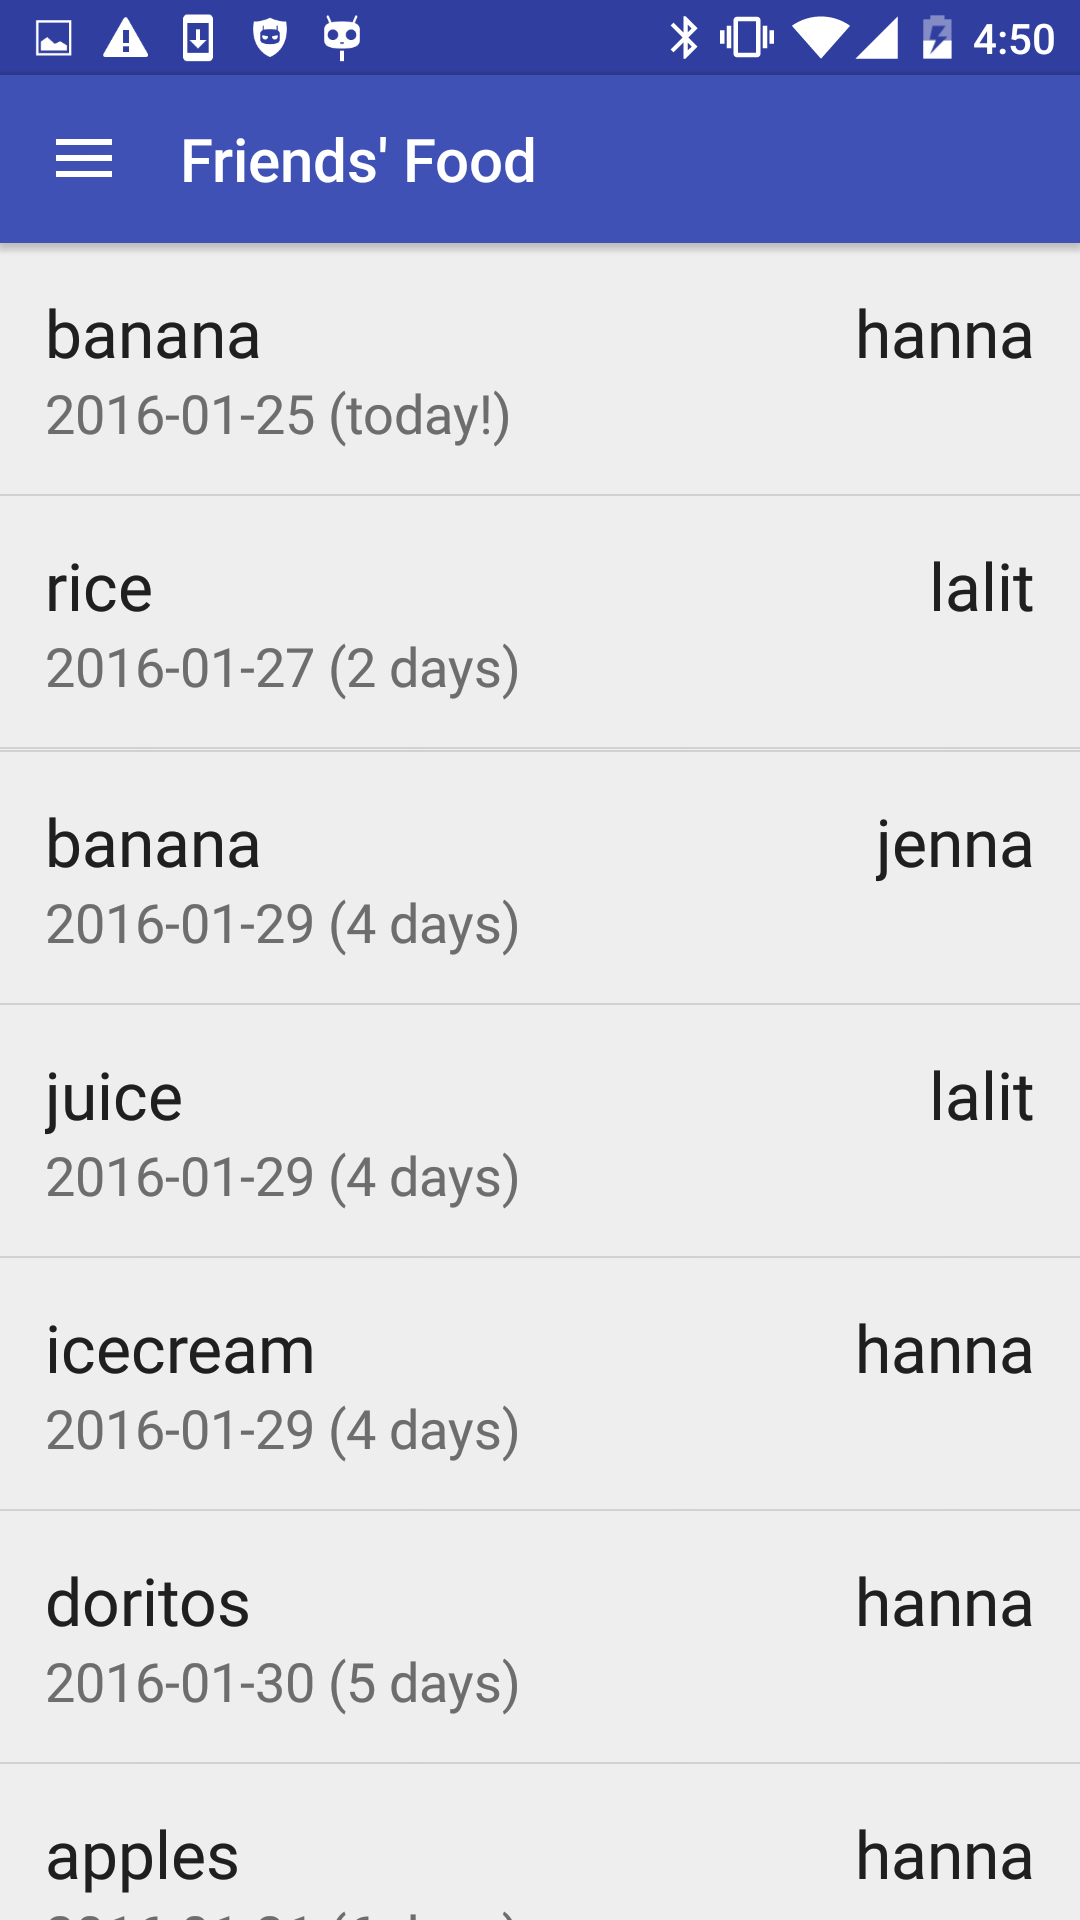 4:50
Friends' Food
banana hanna
2016-01-25 (today!)
rice lalit
2016-01-27 (2 days)
banana jenna
2016-01-29 (4 days)
juice lalit
2016-01-29 (4 days)
icecream hanna
2016-01-29 (4 days)
doritos hanna
2016-01-30 (5 days)
apples hanna